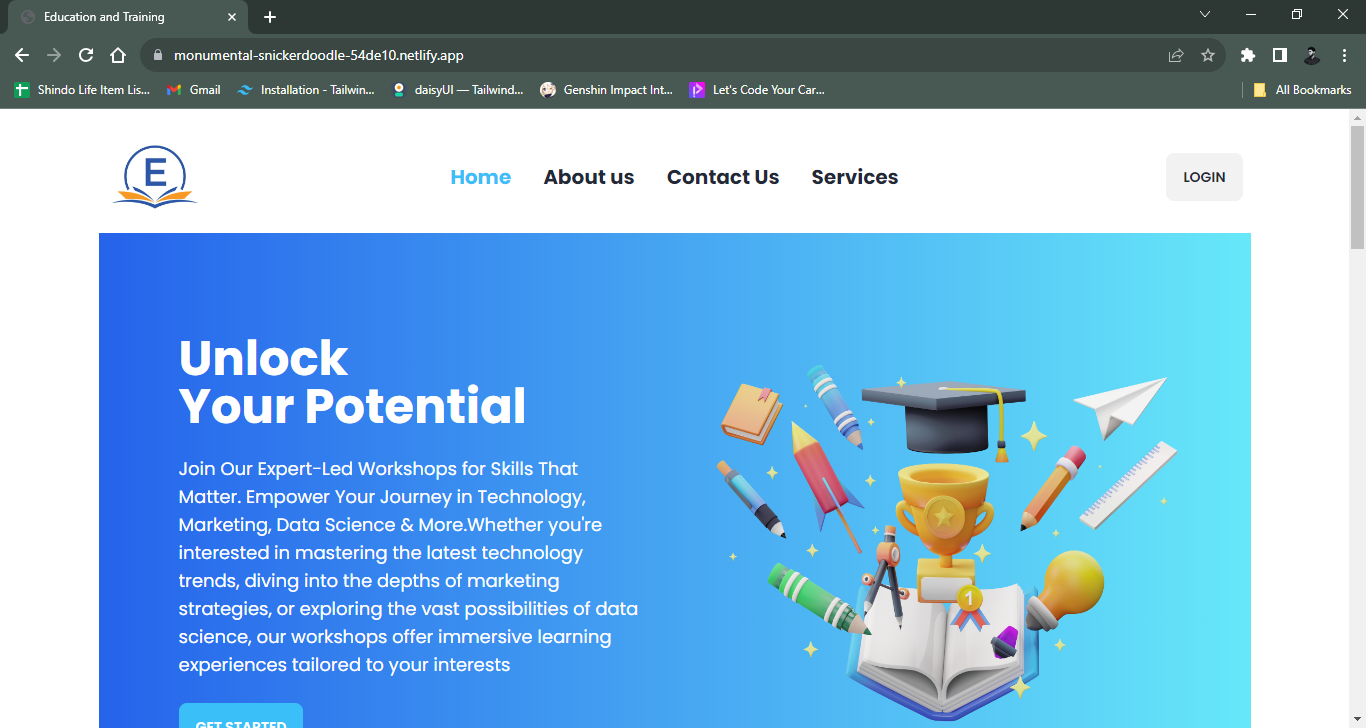 Education and Training
monumental-snickerdoodle-54de10.netlify.app
Shindo Life Item Lis... Gmail Installation - Tailwin... daisyUI — Tailwind... Genshin Impact Int... Let's Code Your Car... All Bookmarks
E
Home About us Contact Us Services LOGIN
Unlock
Your Potential
Join Our Expert-Led Workshops for Skills That
Matter. Empower Your Journey in Technology,
Marketing, Data Science & More.Whether you're
interested in mastering the latest technology
trends, diving into the depths of marketing
strategies, or exploring the vast possibilities of data
science, our workshops offer immersive learning
experiences tailored to your interests
1
GET STARTED